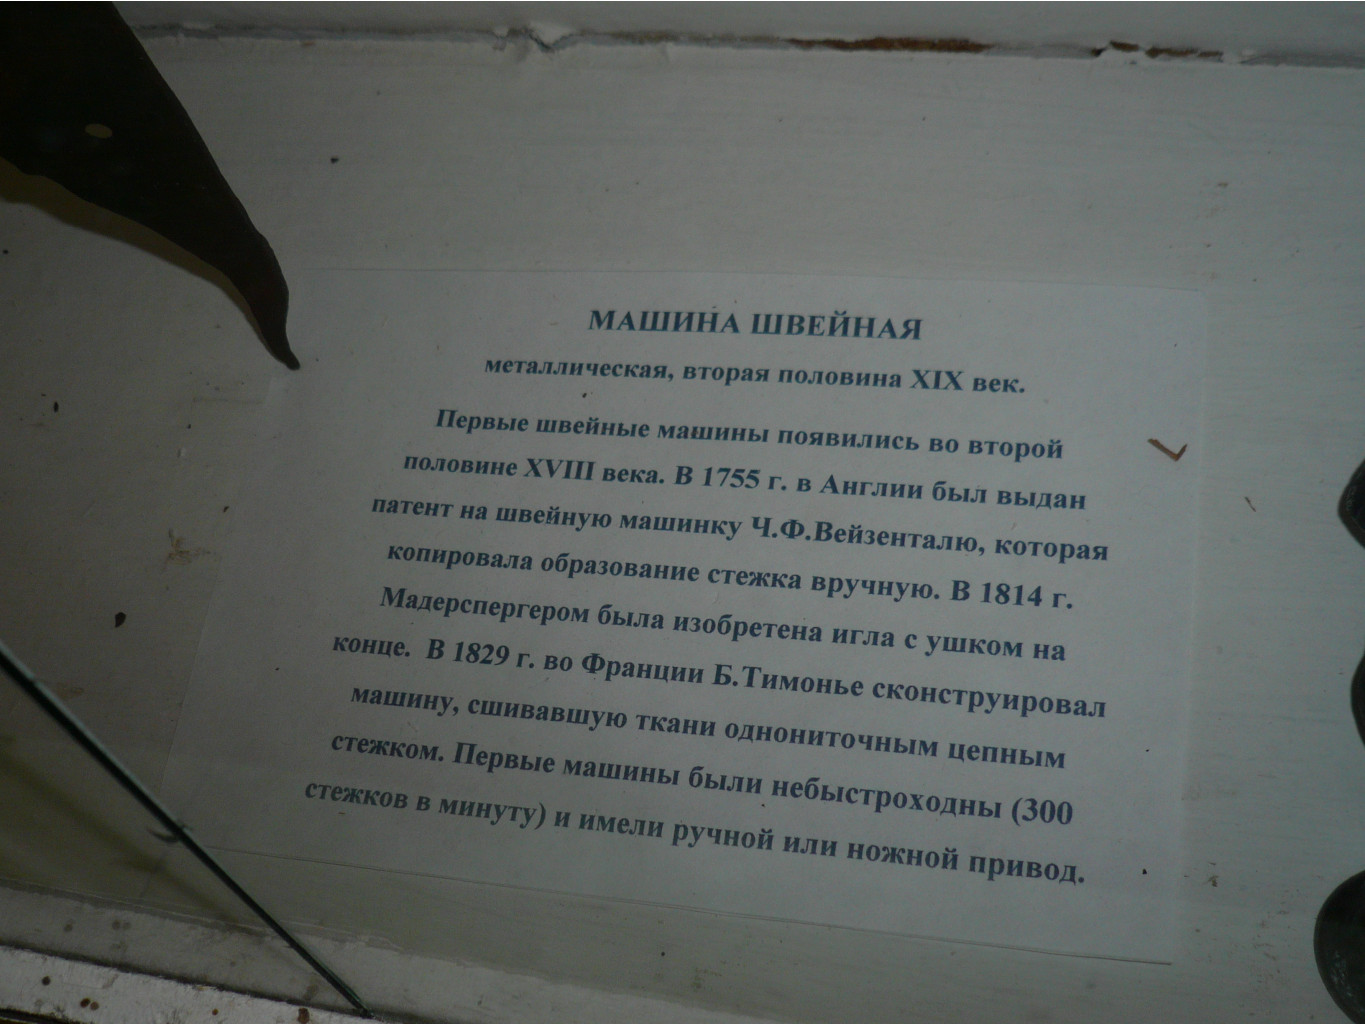 МАШИНА ШВЕЙНАЯ
металлическая, вторая половина XIX век.
Первые швейные машины появились во второй
половине XVIII века. В 1755 г. в Англии был выдан
патент на швейную машинку Ч.Ф.Вейзенталю, которая
копировала образование стежка вручную. В 1814 г.
Мадерспергером была изобретена игла с ушком на
конце. В 1829 г. во Франции Б.Тимонье сконструировал
машину, сшивавшую ткани однониточным цепным
стежком. Первые машины были небыстроходны (300
стежков в минуту) и имели ручной или ножной привод.